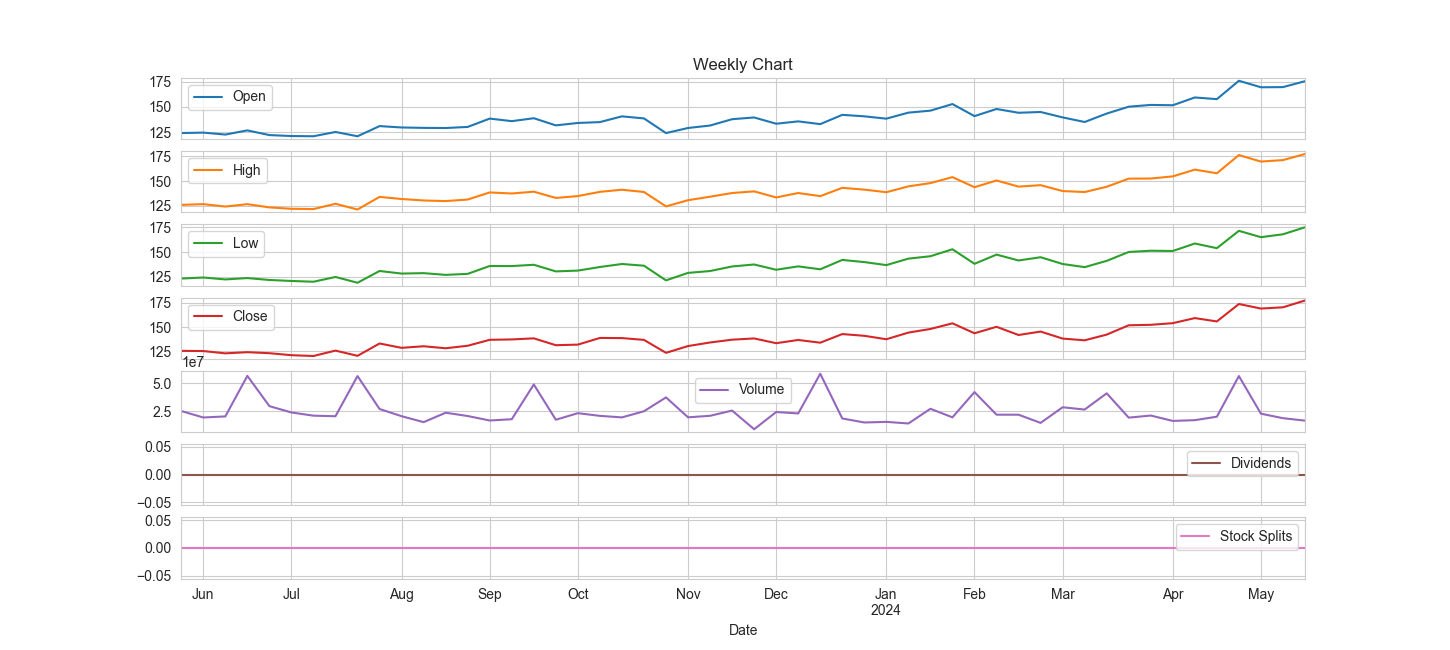 Weekly Chart
175
150
125
Open
175
150
125
High
175
150
125
Low
175
150
125
Close
1e7
5.0
2.5
Volume
0.05
0.00
−0.05
Dividends
0.05
0.00
−0.05
Stock Splits
Jun Jul Aug Sep Oct Nov Dec Jan Feb Mar Apr May
2024
Date